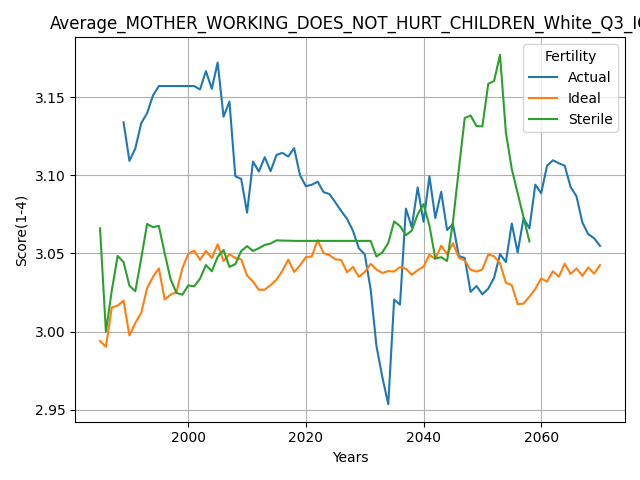 Average_MOTHER_WORKING_DOES_NOT_HURT_CHILDREN_White_Q3_I
Fertility
Actual
Ideal
Sterile
Score(1-4)
3.15
3.10
3.05
3.00
2.95
2000
2020
2040
2060
Years